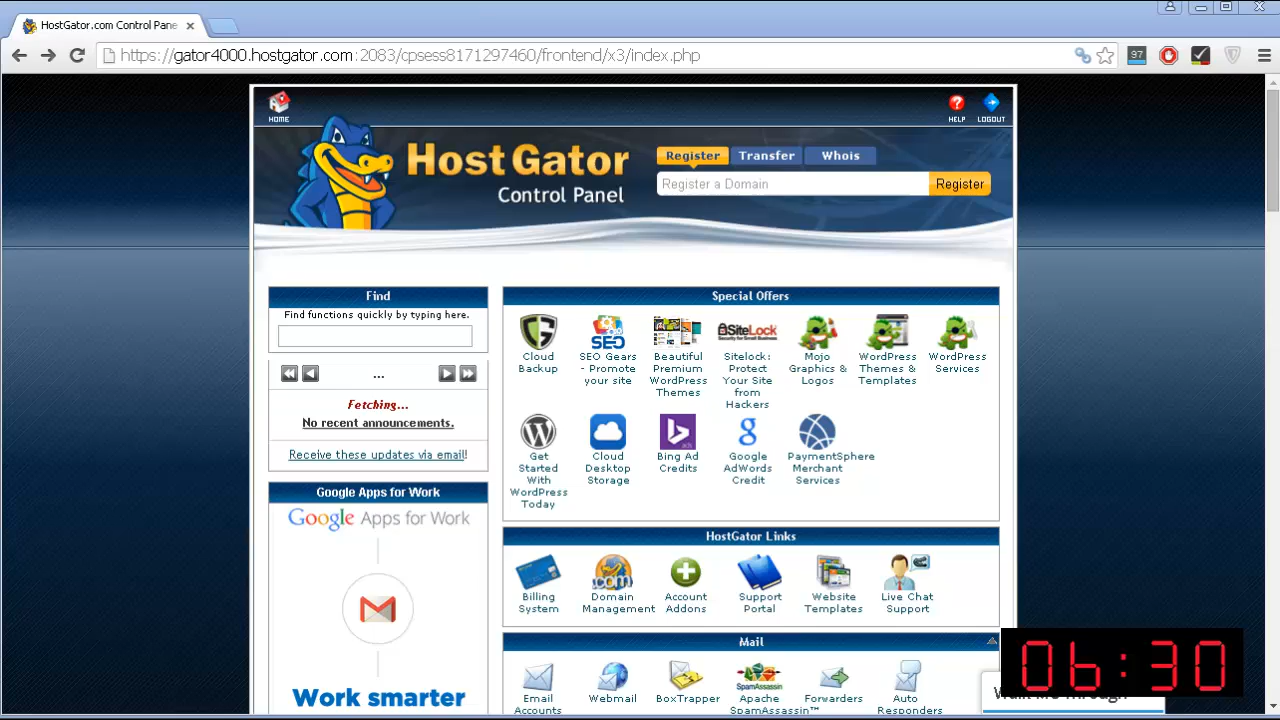 HostGator.com Control Pane
https://gator4000.hostgator.com:2083/cpsess8171297460/frontend/x3/index.php
97
HOME
HELP
LOGOUT
HostGator
Control Panel
Register
Transfer
Whois
Register a Domain
Register
Find
Find functions quickly by typing here.
...
Fetching...
No recent announcements.
Receive these updates via email!
Google Apps for Work
Google Apps for Work
Work smarter
Special Offers
Cloud
Backup
SEO
SEO Gears
- Promote
your site
Beautiful
Premium
WordPress
Themes
SiteLock
Sitelock:
Protect
Your Site
from
Hackers
Mojo
Graphics &
Logos
WordPress
Themes &
Templates
WordPress
Services
Get
Started
With
WordPress
Today
Cloud
Desktop
Storage
Bing Ad
Credits
Google
AdWords
Credit
PaymentSphere
Merchant
Services
HostGator Links
Billing
System
.com
Domain
Management
Account
Addons
Support
Portal
Website
Templates
Live Chat
Support
Mail
Email
Accounts
Webmail
BoxTrapper
SpamAssassin
Apache
SpamAssassin™
Forwarders
Auto
Responders
06:30